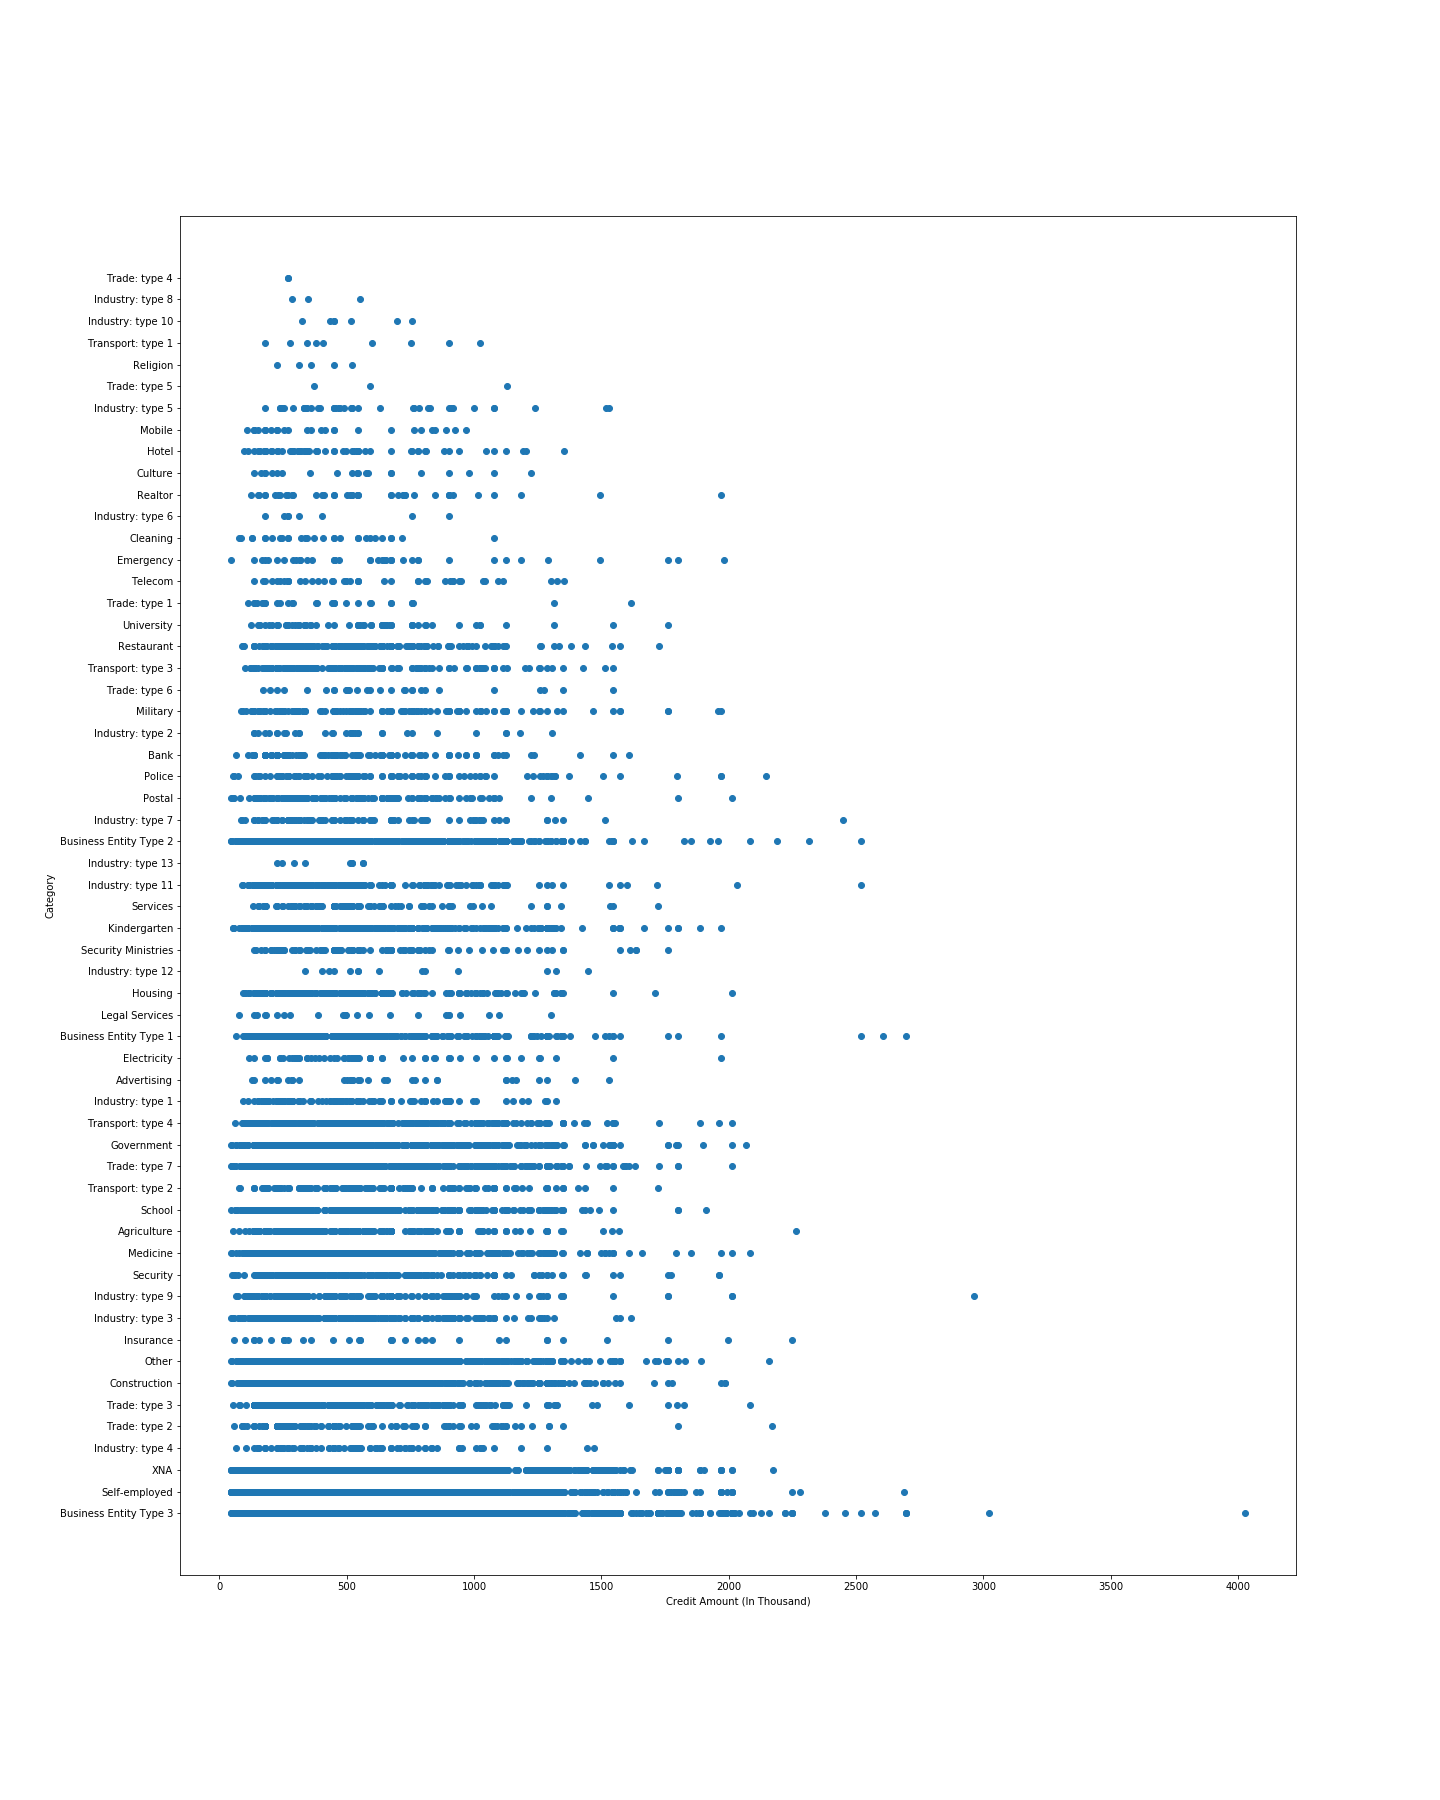 Trade: type 4
Industry: type 8
Industry: type 10
Transport: type 1
Religion
Trade: type 5
Industry: type 5
Mobile
Hotel
Culture
Realtor
Industry: type 6
Cleaning
Emergency
Telecom
Trade: type 1
University
Restaurant
Transport: type 3
Trade: type 6
Military
Industry: type 2
Bank
Police
Postal
Industry: type 7
Business Entity Type 2
Industry: type 13
Industry: type 11
Services
Kindergarten
Security Ministries
Industry: type 12
Housing
Legal Services
Business Entity Type 1
Electricity
Advertising
Industry: type 1
Transport: type 4
Government
Trade: type 7
Transport: type 2
School
Agriculture
Medicine
Security
Industry: type 9
Industry: type 3
Insurance
Other
Construction
Trade: type 3
Trade: type 2
Industry: type 4
XNA
Self-employed
Business Entity Type 3
Category
0 500 1000 1500 2000 2500 3000 3500 4000
Credit Amount (In Thousand)